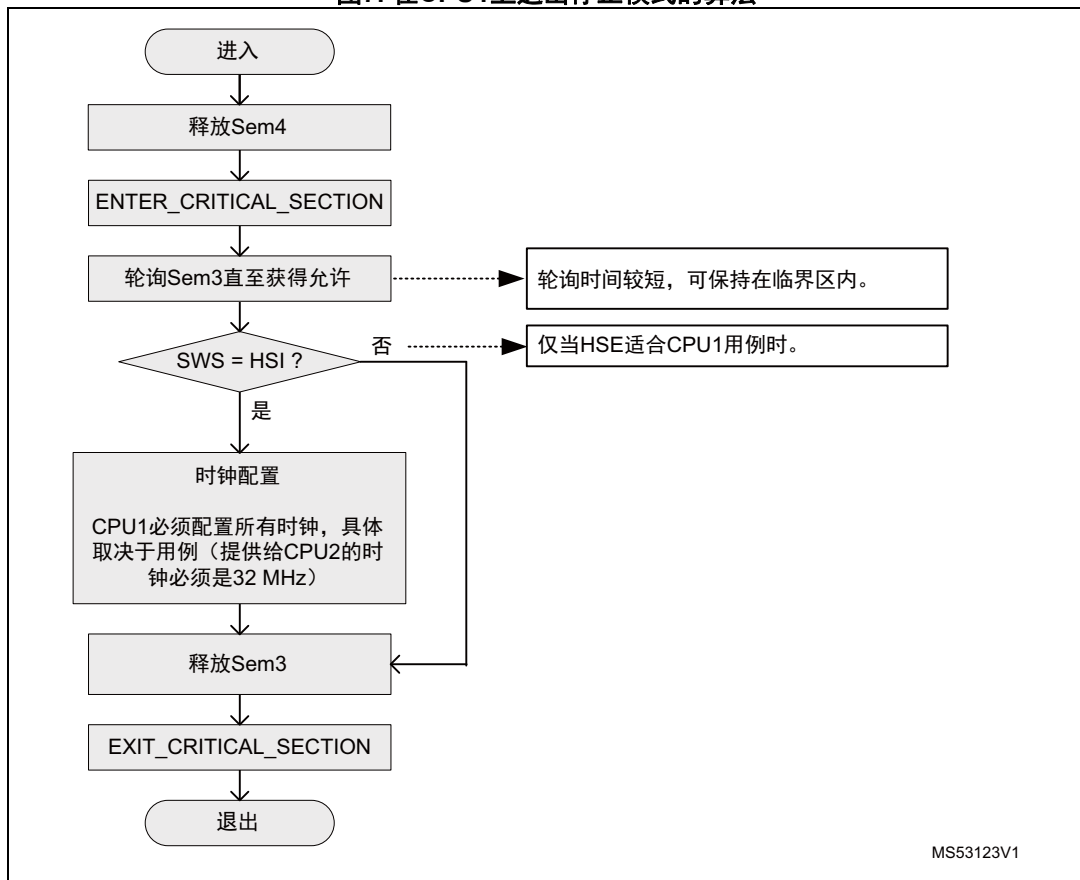 进入
释放Sem4
ENTER_CRITICAL_SECTION
轮询Sem3直至获得允许
轮询时间较短，可保持在临界区内。
SWS = HSI ?
否
仅当HSE适合CPU1用例时。
是
时钟配置
CPU1必须配置所有时钟，具体
取决于用例（提供给CPU2的时
钟必须是32 MHz）
释放Sem3
EXIT_CRITICAL_SECTION
退出
MS53123V1